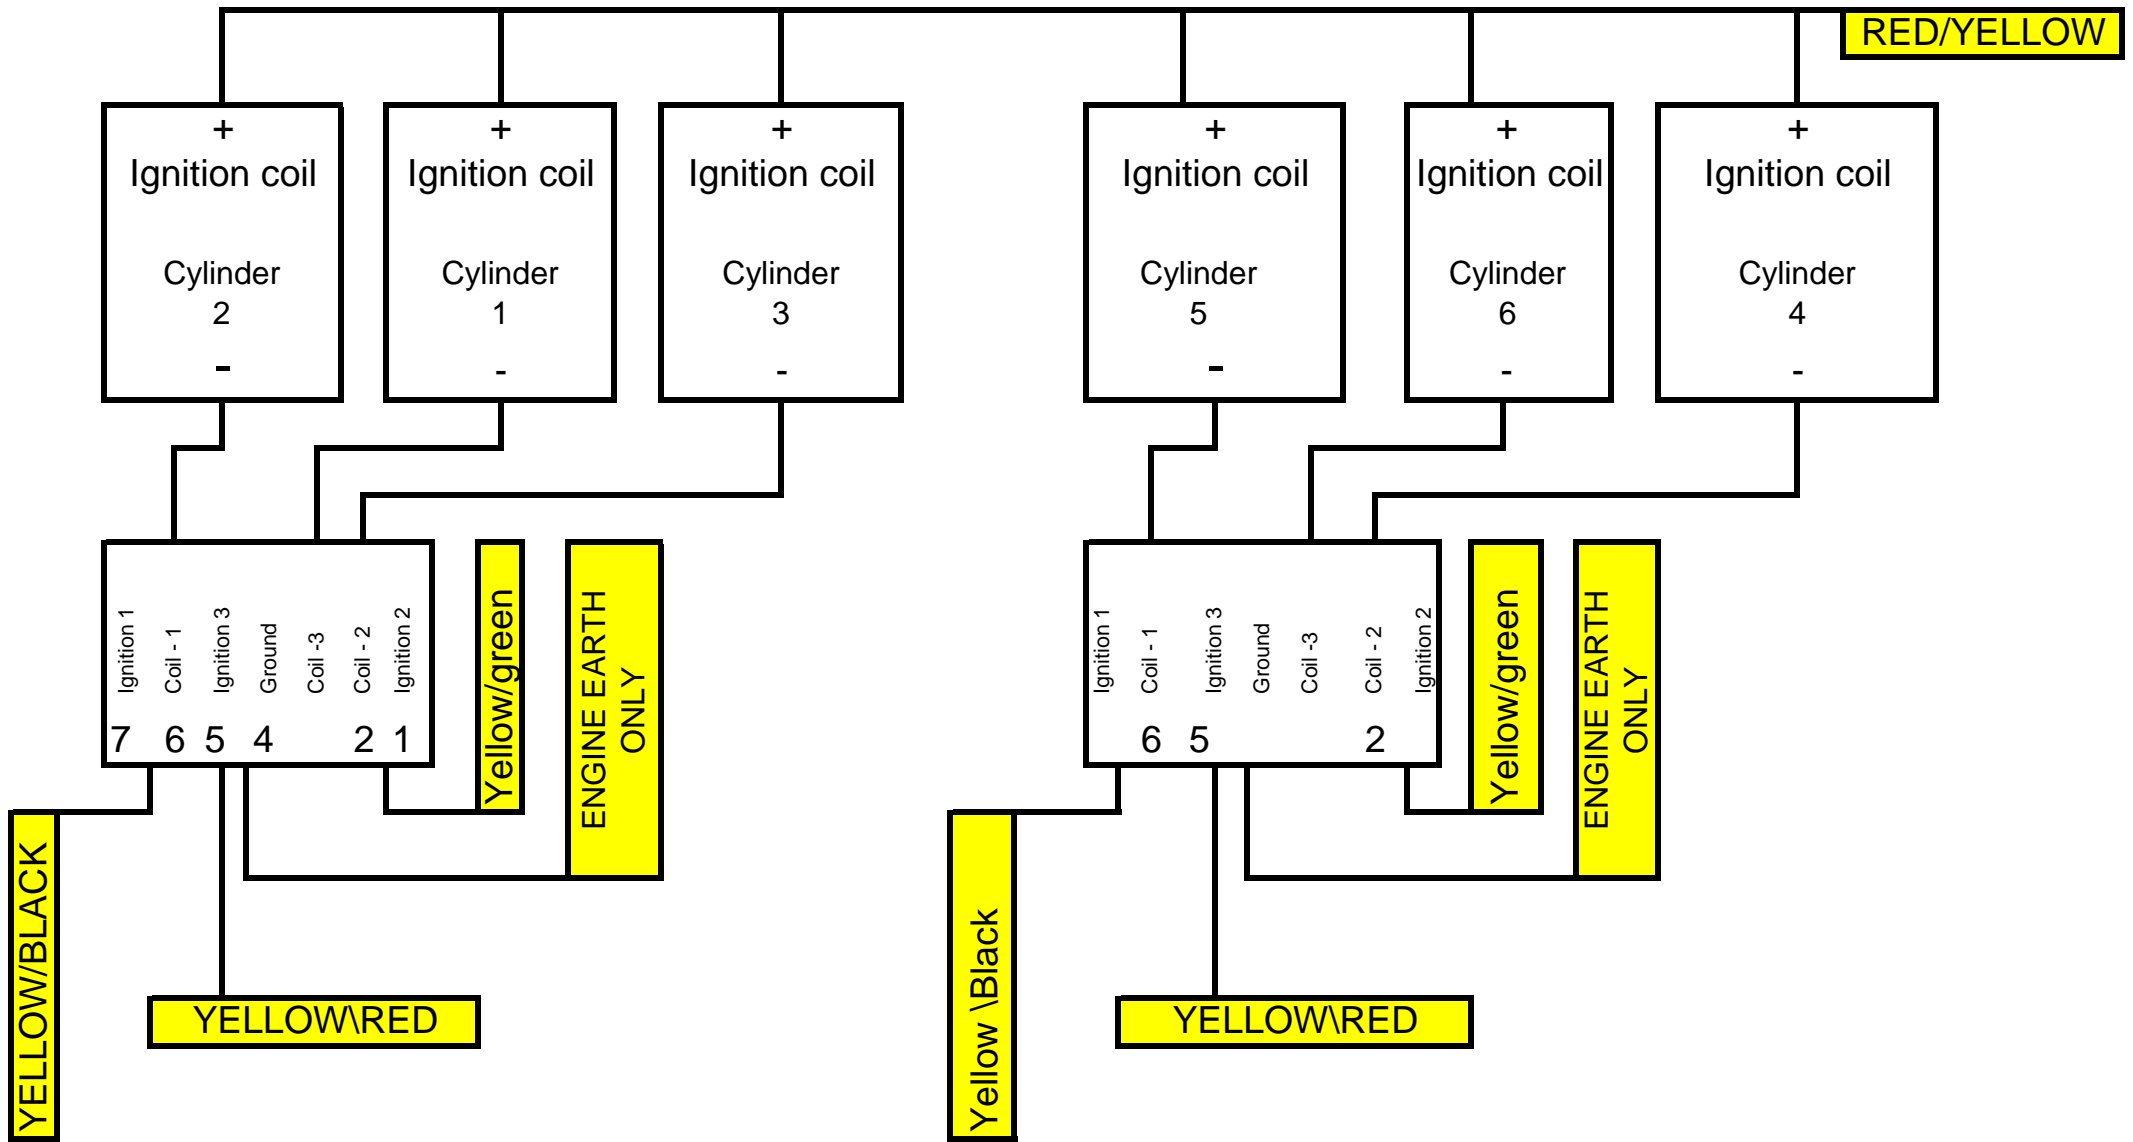 RED/YELLOW
+
Ignition coil
Cylinder
2
-
+
Ignition coil
Cylinder
1
-
+
Ignition coil
Cylinder
3
-
+
Ignition coil
Cylinder
5
-
+
Ignition coil
Cylinder
6
-
+
Ignition coil
Cylinder
4
-
Ignition 1
Coil - 1
Ignition 3
Ground
Coil -3
Coil - 2
Ignition 2
7 6 5 4 2 1
Yellow/green
ENGINE EARTH
ONLY
Ignition 1
Coil - 1
Ignition 3
Ground
Coil -3
Coil - 2
Ignition 2
6 5 2
Yellow/green
ENGINE EARTH
ONLY
YELLOW/BLACK
YELLOW\RED
Yellow \Black
YELLOW\RED